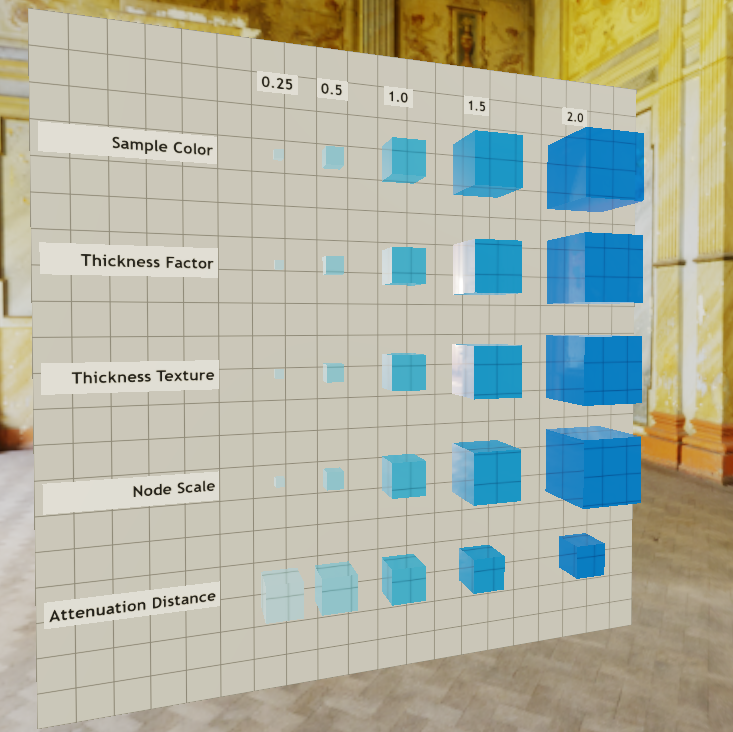 0.25 0.5 1.0 1.5 2.0
Sample Color
Thickness Factor
Thickness Texture
Node Scale
Attenuation Distance